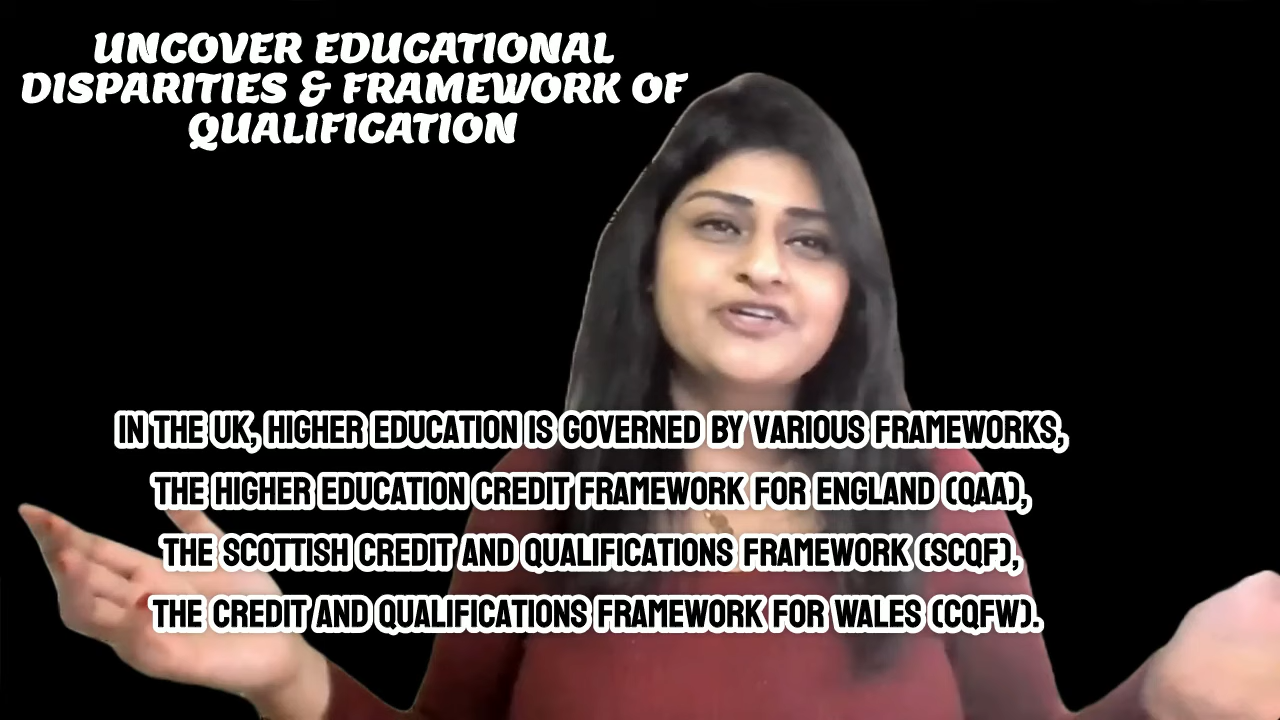 UNCOVER EDUCATIONAL
DISPARITIES & FRAMEWORK OF
QUALIFICATION
IN THE UK, HIGHER EDUCATION IS GOVERNED BY VARIOUS FRAMEWORKS,
THE HIGHER EDUCATION CREDIT FRAMEWORK FOR ENGLAND (QAA),
THE SCOTTISH CREDIT AND QUALIFICATIONS FRAMEWORK (SCQF),
THE CREDIT AND QUALIFICATIONS FRAMEWORK FOR WALES (CQFW).